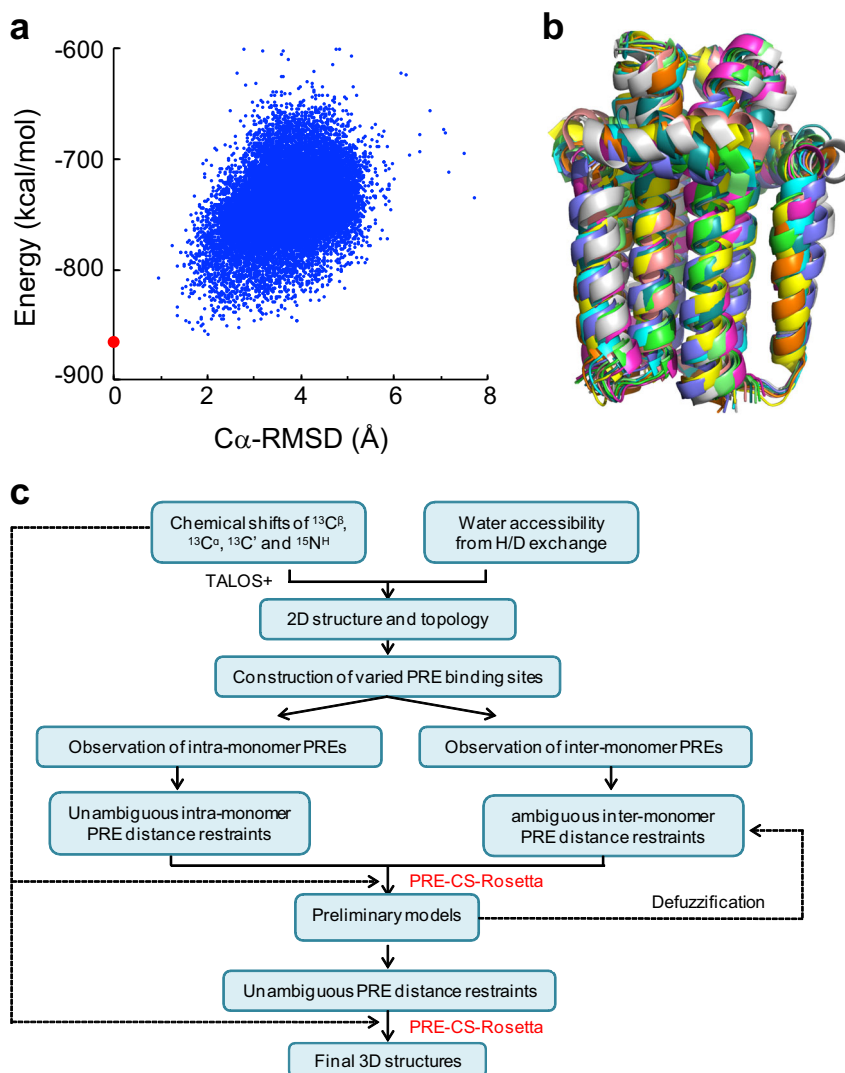 a
b
-600
-700
-800
-900
Energy (kcal/mol)
0
2
4
6
8
Cα-RMSD (Å)
c
Chemical shifts of ¹³Cᵝ,
¹³Cᵅ, ¹³C’ and ¹⁵Nᴴ
Water accessibility
from H/D exchange
TALOS+
2D structure and topology
Construction of varied PRE binding sites
Observation of intra-monomer PREs
Observation of inter-monomer PREs
Unambiguous intra-monomer
PRE distance restraints
ambiguous inter-monomer
PRE distance restraints
PRE-CS-Rosetta
Defuzzification
Preliminary models
Unambiguous PRE distance restraints
PRE-CS-Rosetta
Final 3D structures